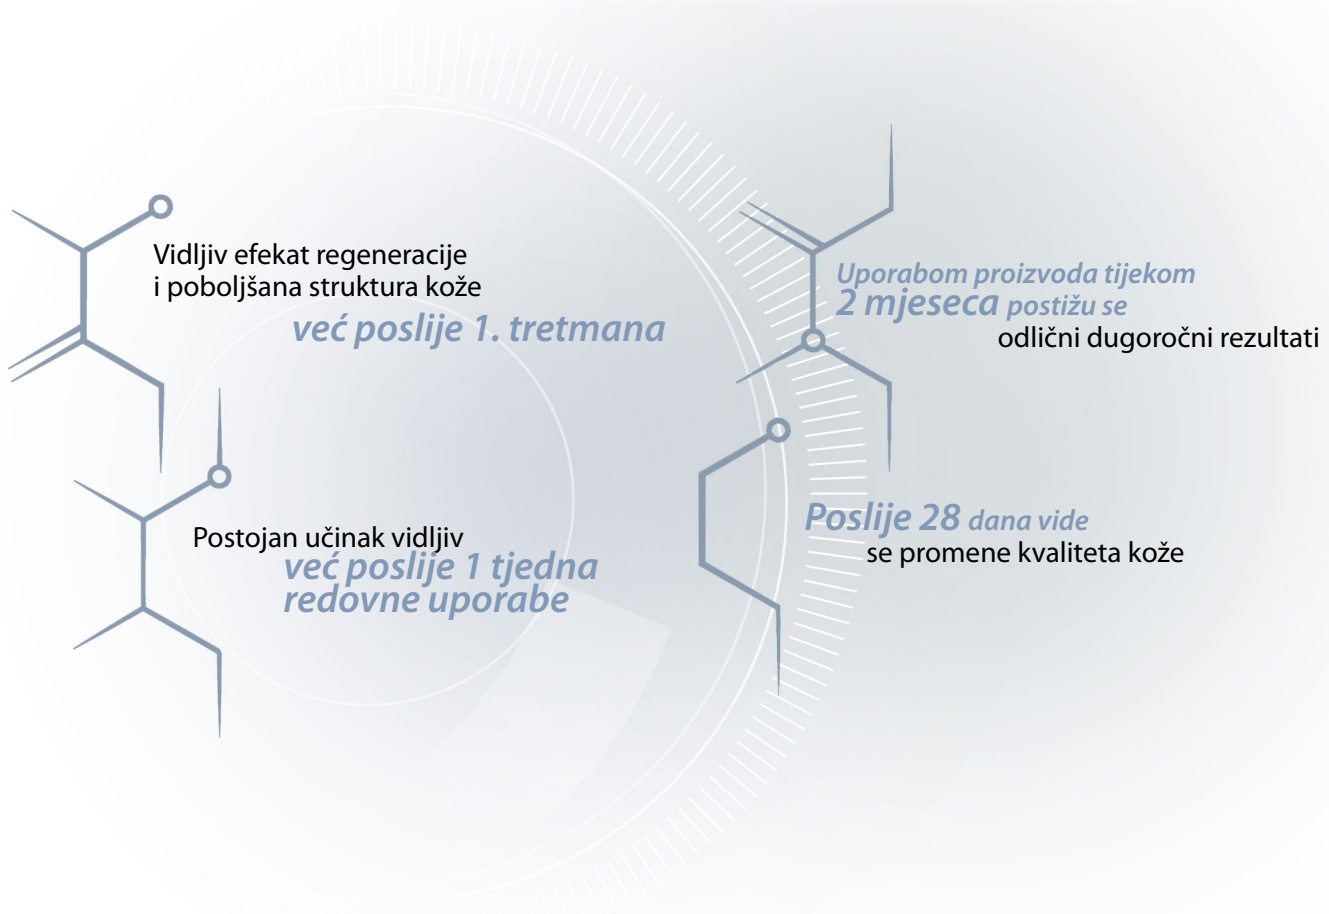 Vidljiv efekat regeneracije
i poboljšana struktura kože
već poslije 1. tretmana
Postojan učinak vidljiv
već poslije 1 tjedna
redovne uporabe
Uporabom proizvoda tijekom
2 mjeseca postižu se
odlični dugoročni rezultati
Poslije 28 dana vide
se promene kvaliteta kože